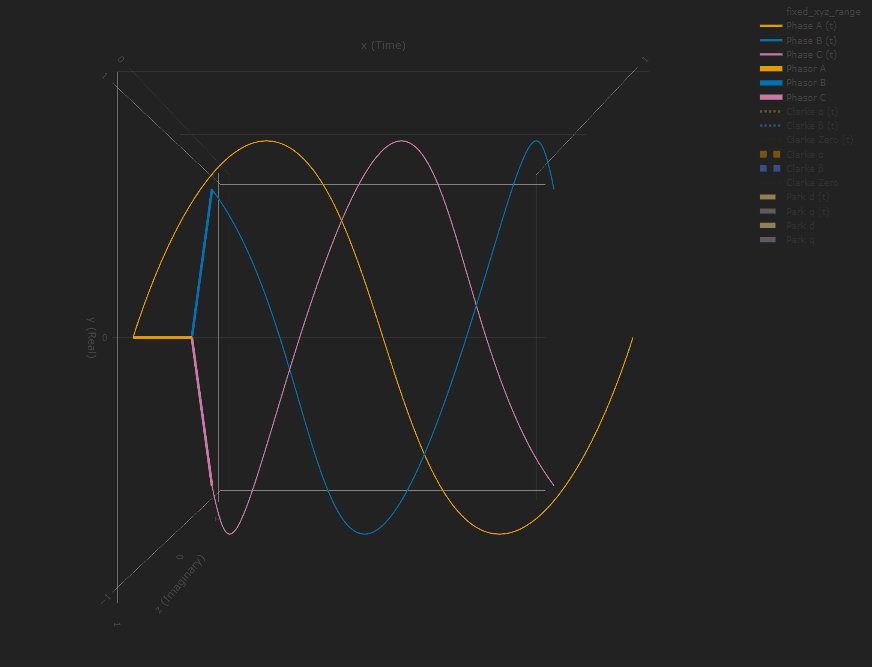 fixed_xyz_range
Phase A (t)
Phase B (t)
Phase C (t)
Phasor A
Phasor B
Phasor C
Clarke α (t)
Clarke β (t)
Clarke Zero (t)
Clarke α
Clarke β
Clarke Zero
Park d (t)
Park q (t)
Park d
Park q
x (Time)
0
1
1
y (Real)
0
−1
1
0
z (Imaginary)
1